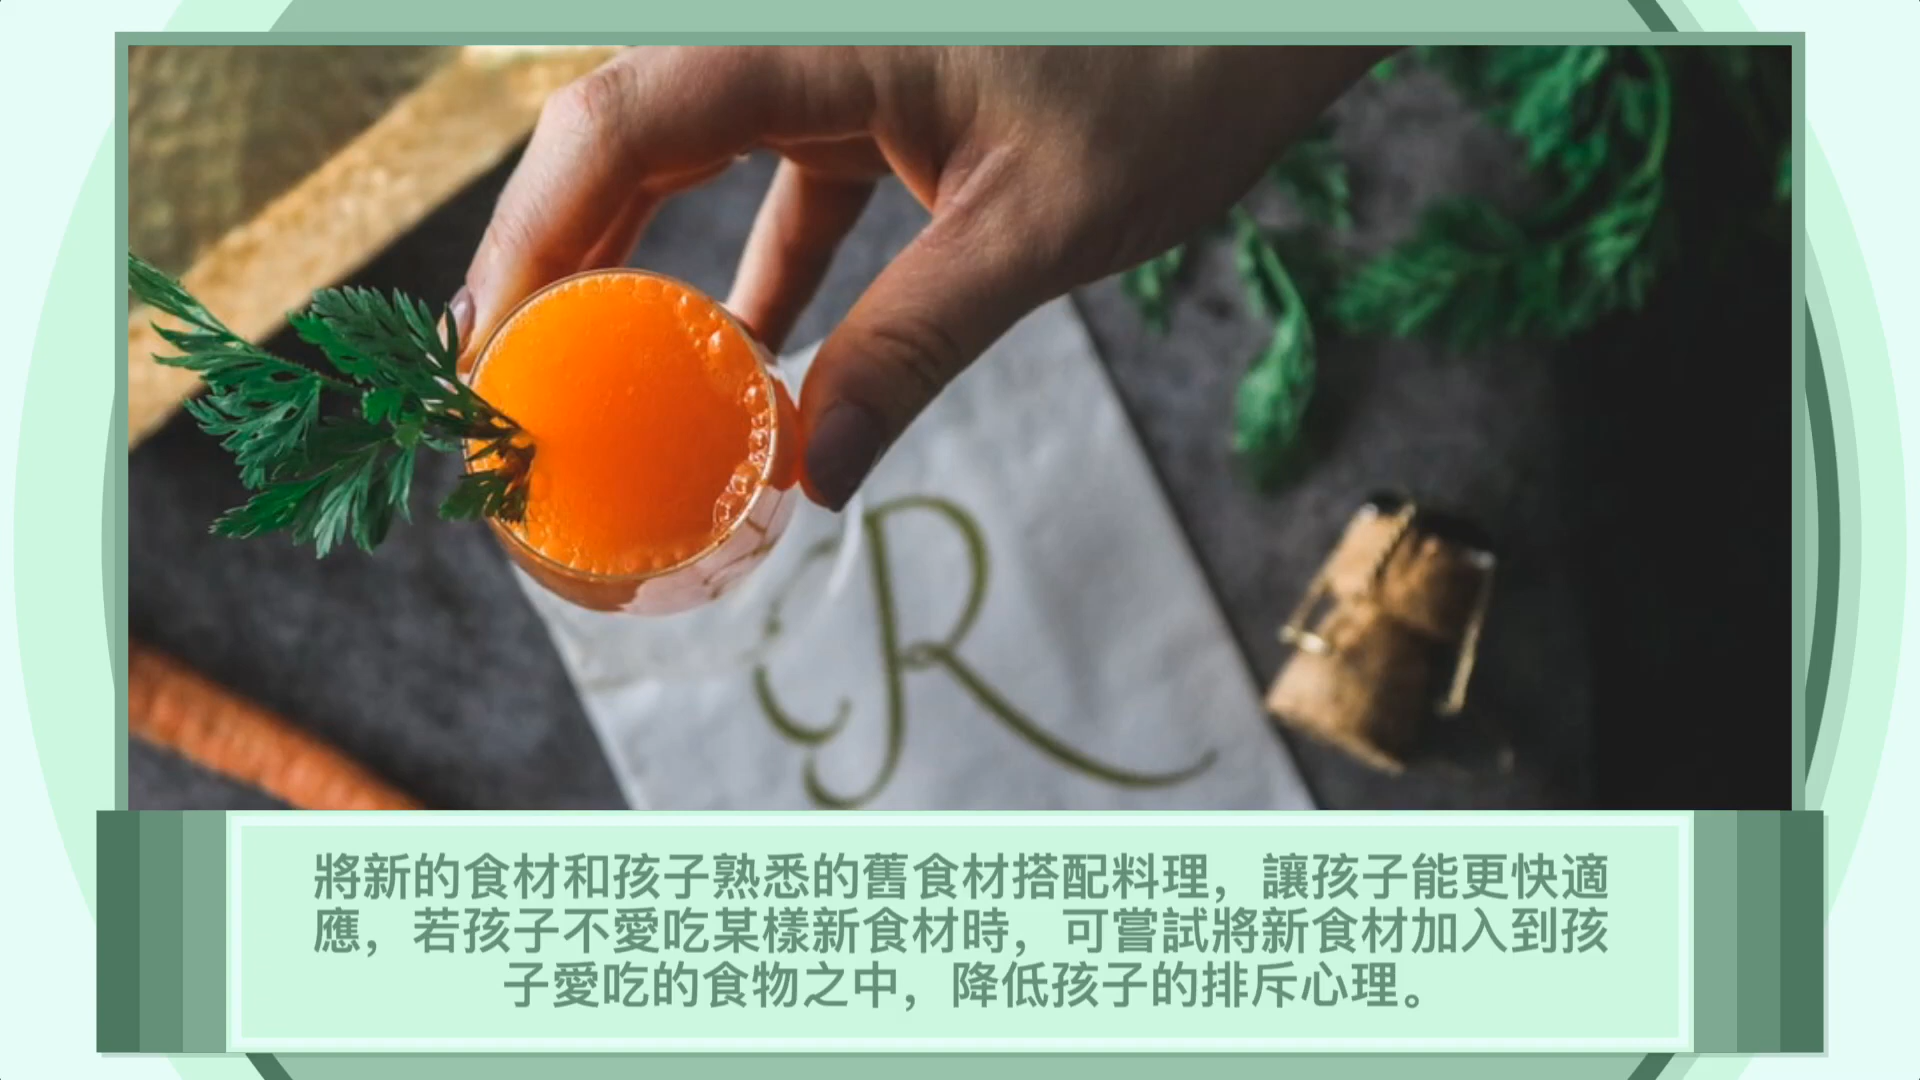 R
將新的食材和孩子熟悉的舊食材搭配料理，讓孩子能更快適
應，若孩子不愛吃某樣新食材時，可嘗試將新食材加入到孩
子愛吃的食物之中，降低孩子的排斥心理。